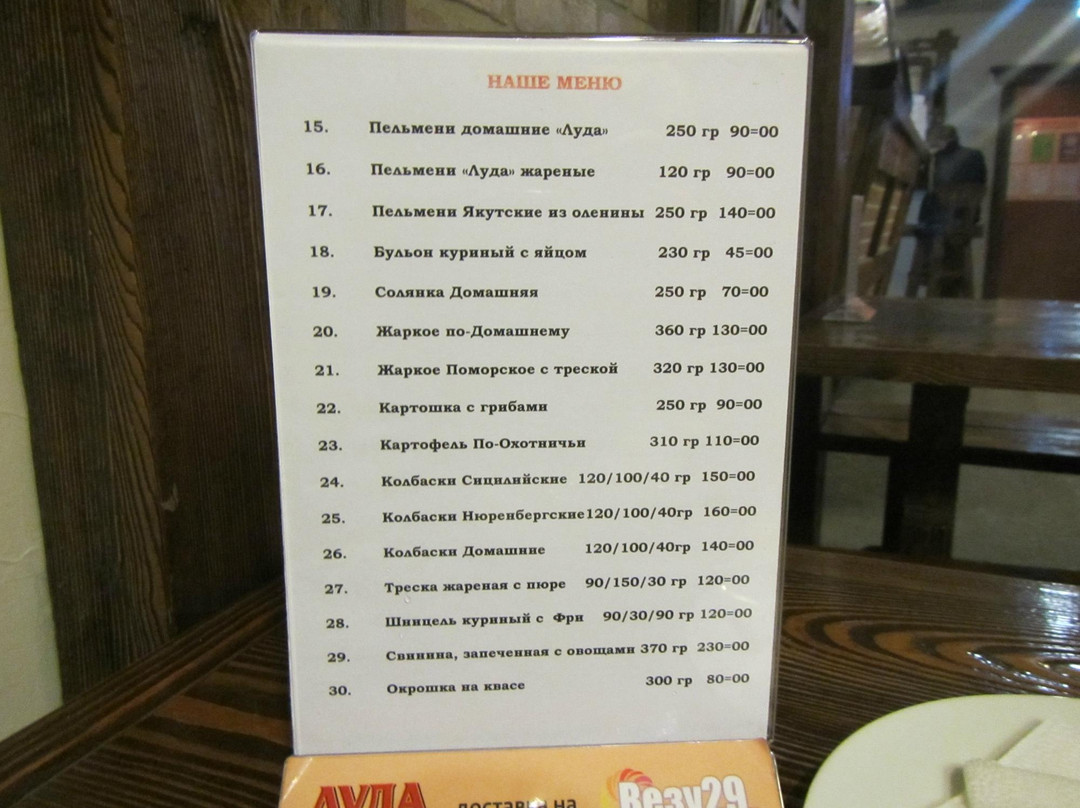 НАШЕ МЕНЮ
15. Пельмени домашние «Луда» 250 гр 90=00
16. Пельмени «Луда» жареные 120 гр 90=00
17. Пельмени Якутские из оленины 250 гр 140=00
18. Бульон куриный с яйцом 230 гр 45=00
19. Солянка Домашняя 250 гр 70=00
20. Жаркое по-Домашнему 360 гр 130=00
21. Жаркое Поморское с треской 320 гр 130=00
22. Картошка с грибами 250 гр 90=00
23. Картофель По-Охотничьи 310 гр 110=00
24. Колбаски Сицилийские 120/100/40 гр 150=00
25. Колбаски Нюренбергские 120/100/40гр 160=00
26. Колбаски Домашние 120/100/40гр 140=00
27. Треска жареная с пюре 90/150/30 гр 120=00
28. Шницель куриный с Фри 90/30/90 гр 120=00
29. Свинина, запеченная с овощами 370 гр 230=00
30. Окрошка на квасе 300 гр 80=00
ЛУДА доставка на Везу29